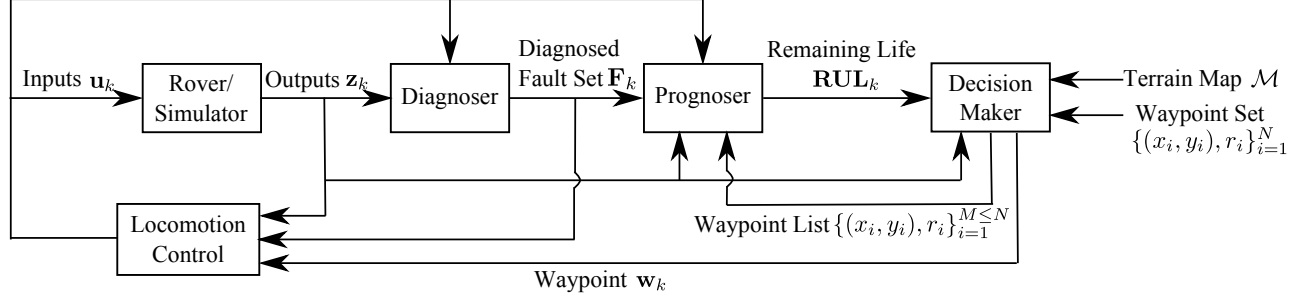 Inputs u_k
Rover/
Simulator
Outputs z_k
Diagnoser
Diagnosed
Fault Set F_k
Prognoser
Remaining Life
RUL_k
Decision
Maker
Terrain Map ℳ
Waypoint Set
{(x_i, y_i), r_i}_{i=1}^{N}
Locomotion
Control
Waypoint List {(x_i, y_i), r_i}_{i=1}^{M≤N}
Waypoint w_k